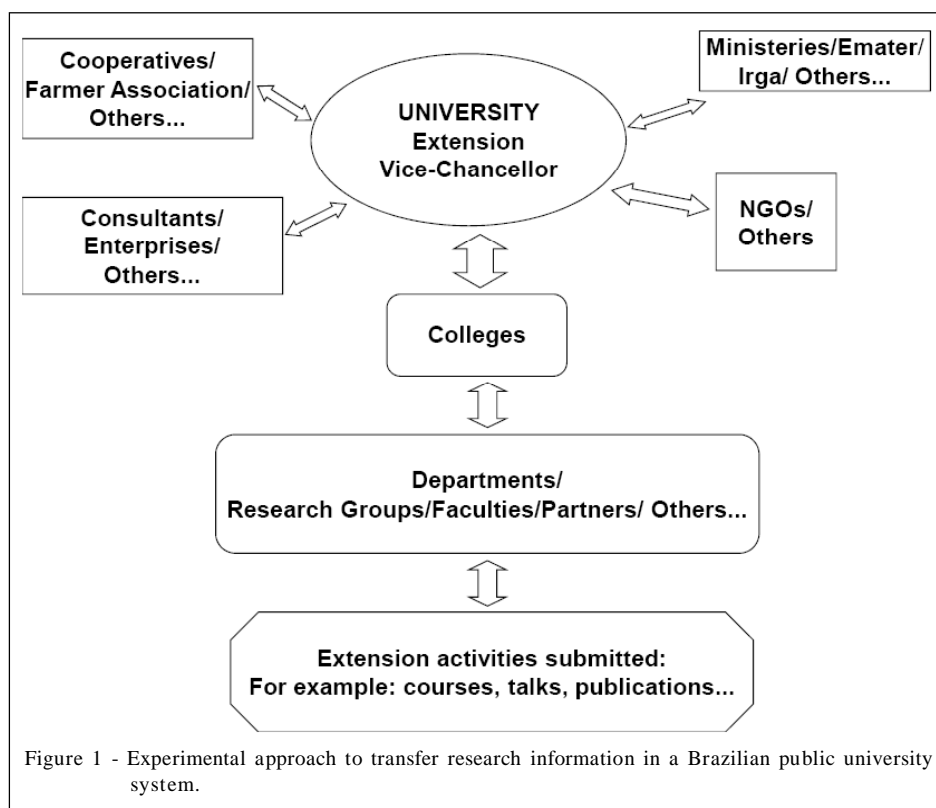 Cooperatives/
Farmer Association/
Others...
Ministeries/Emater/
Irga/ Others...
UNIVERSITY
Extension
Vice-Chancellor
Consultants/
Enterprises/
Others...
NGOs/
Others
Colleges
Departments/
Research Groups/Faculties/Partners/ Others...
Extension activities submitted:
For example: courses, talks, publications...
Figure 1 - Experimental approach to transfer research information in a Brazilian public university
system.